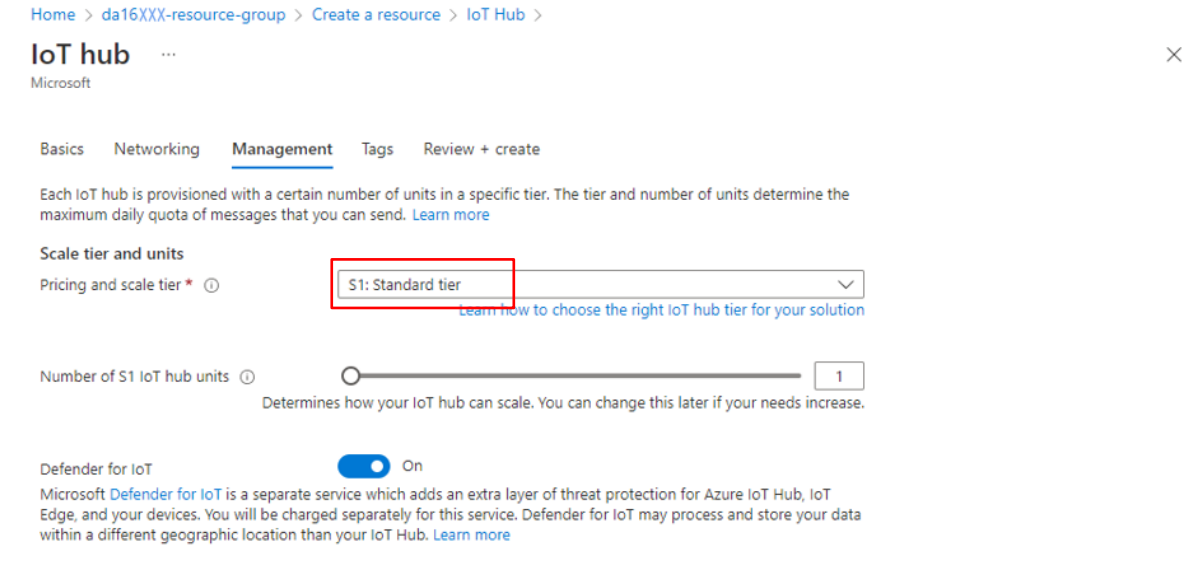 Home > da16XXX-resource-group > Create a resource > IoT Hub >
IoT hub ...
Microsoft
Basics Networking Management Tags Review + create
Each IoT hub is provisioned with a certain number of units in a specific tier. The tier and number of units determine the
maximum daily quota of messages that you can send. Learn more
Scale tier and units
Pricing and scale tier * S1: Standard tier
Learn how to choose the right IoT hub tier for your solution
Number of S1 IoT hub units 1
Determines how your IoT hub can scale. You can change this later if your needs increase.
Defender for IoT On
Microsoft Defender for IoT is a separate service which adds an extra layer of threat protection for Azure IoT Hub, IoT
Edge, and your devices. You will be charged separately for this service. Defender for IoT may process and store your data
within a different geographic location than your IoT Hub. Learn more